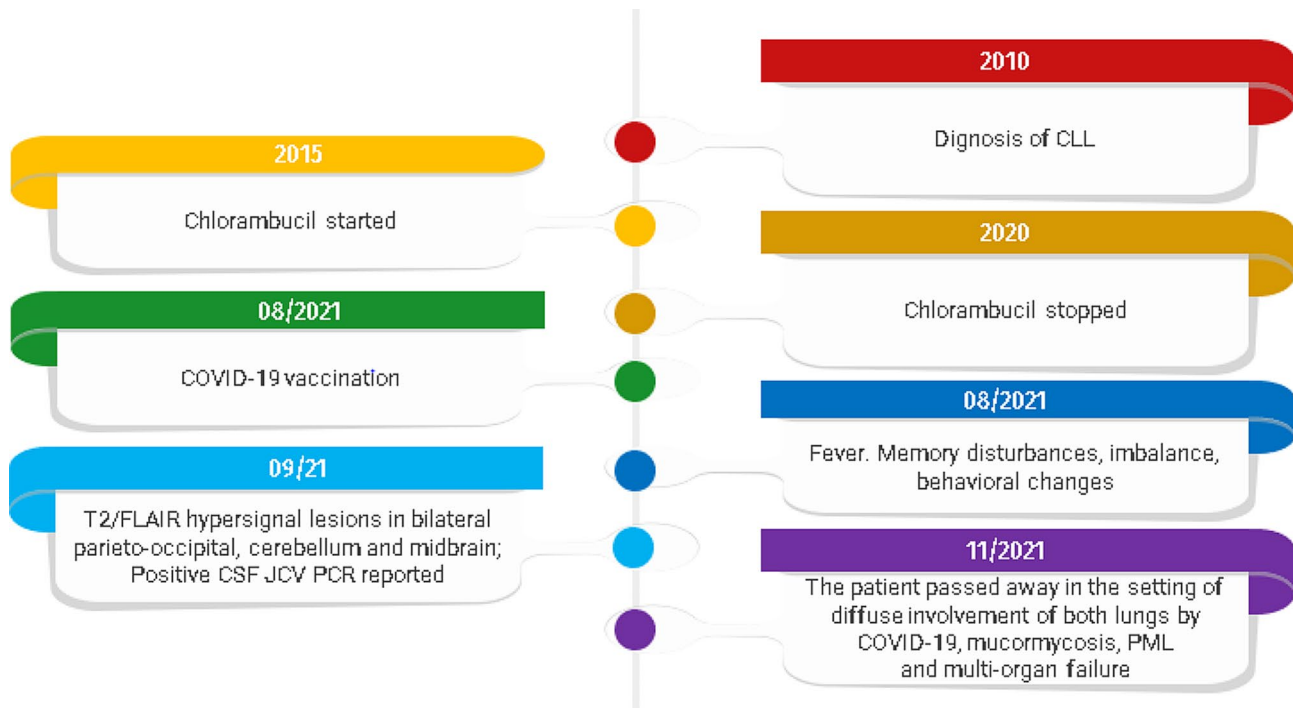 2010
Dignosis of CLL
2015
Chlorambucil started
2020
Chlorambucil stopped
08/2021
COVID-19 vaccination
08/2021
Fever. Memory disturbances, imbalance,
behavioral changes
09/21
T2/FLAIR hypersignal lesions in bilateral
parieto-occipital, cerebellum and midbrain;
Positive CSF JCV PCR reported
11/2021
The patient passed away in the setting of
diffuse involvement of both lungs by
COVID-19, mucormycosis, PML
and multi-organ failure